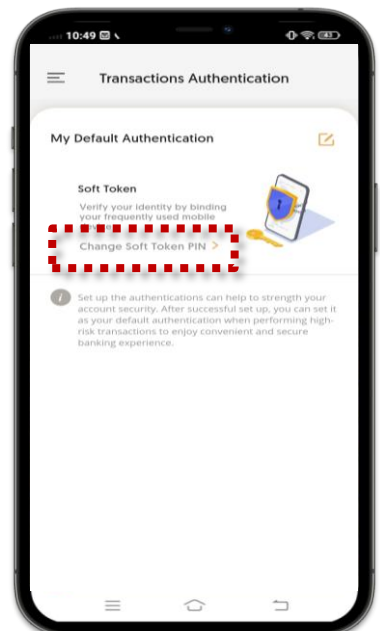 10:49
Transactions Authentication
My Default Authentication
Soft Token
Verify your identity by binding
your frequently used mobile
Change Soft Token PIN >
i Set up the authentications can help to strength your
account security. After successful set up, you can set it
as your default authentication when performing high-
risk transactions to enjoy convenient and secure
banking experience.